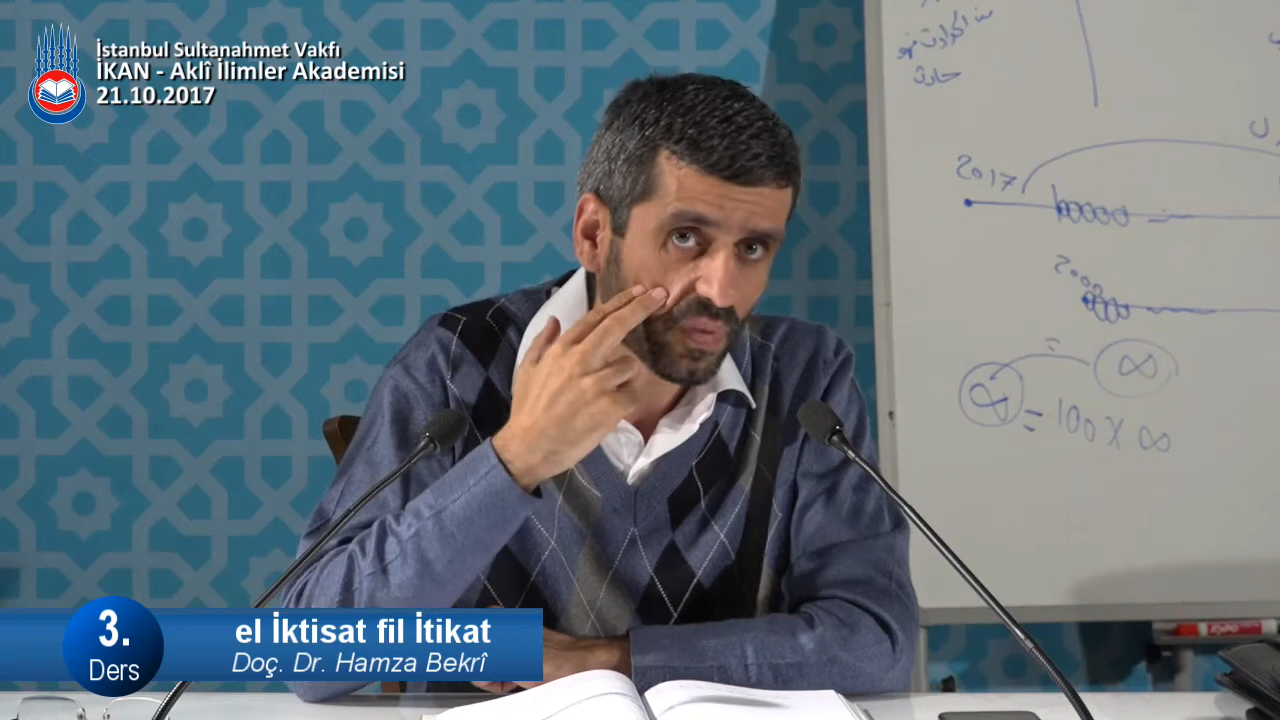 İstanbul Sultanahmet Vakfı
İKAN - Aklî İlimler Akademisi
21.10.2017
2017
2000
= ∞
∞ = 100 X ∞
3.
Ders
el İktisat fil İtikat
Doç. Dr. Hamza Bekrî